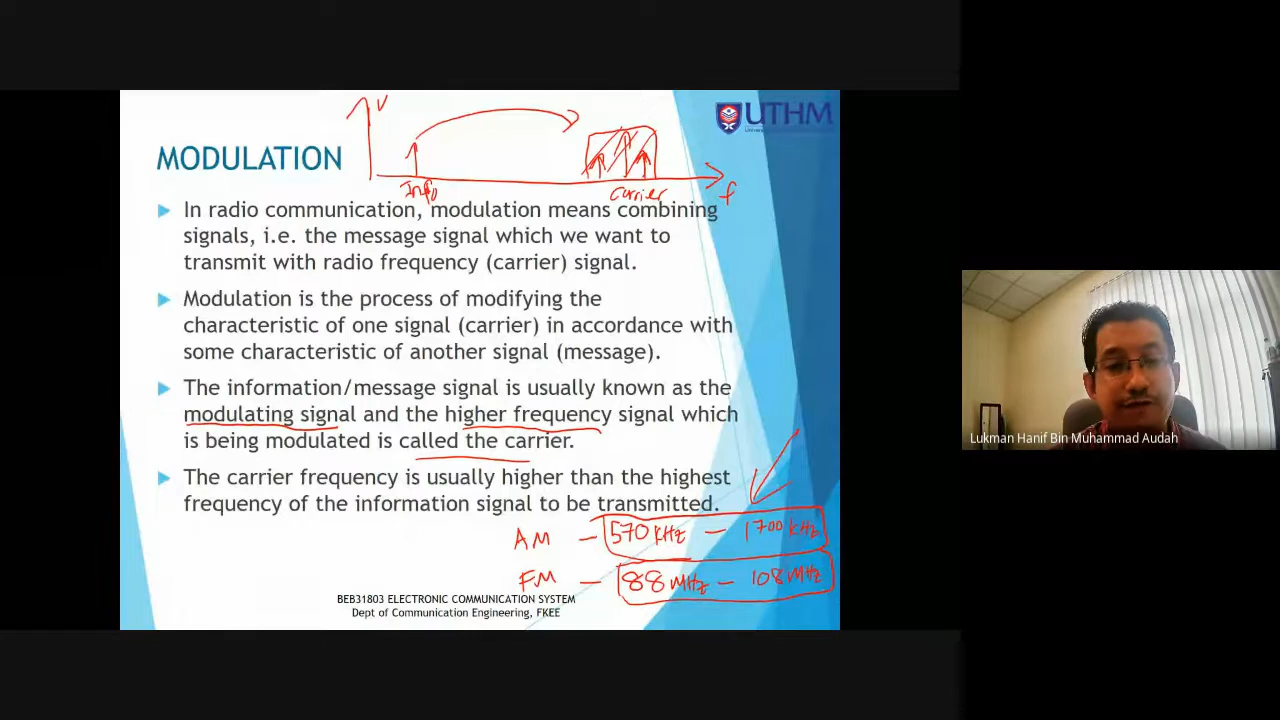 V
UTHM
MODULATION
Info
carrier
f
In radio communication, modulation means combining
signals, i.e. the message signal which we want to
transmit with radio frequency (carrier) signal.
Modulation is the process of modifying the
characteristic of one signal (carrier) in accordance with
some characteristic of another signal (message).
The information/message signal is usually known as the
modulating signal and the higher frequency signal which
is being modulated is called the carrier.
The carrier frequency is usually higher than the highest
frequency of the information signal to be transmitted.
AM – 570 kHz – 1700 kHz
FM – 88 MHz – 108 MHz
BEB31803 ELECTRONIC COMMUNICATION SYSTEM
Dept of Communication Engineering, FKEE
Lukman Hanif Bin Muhammad Audah